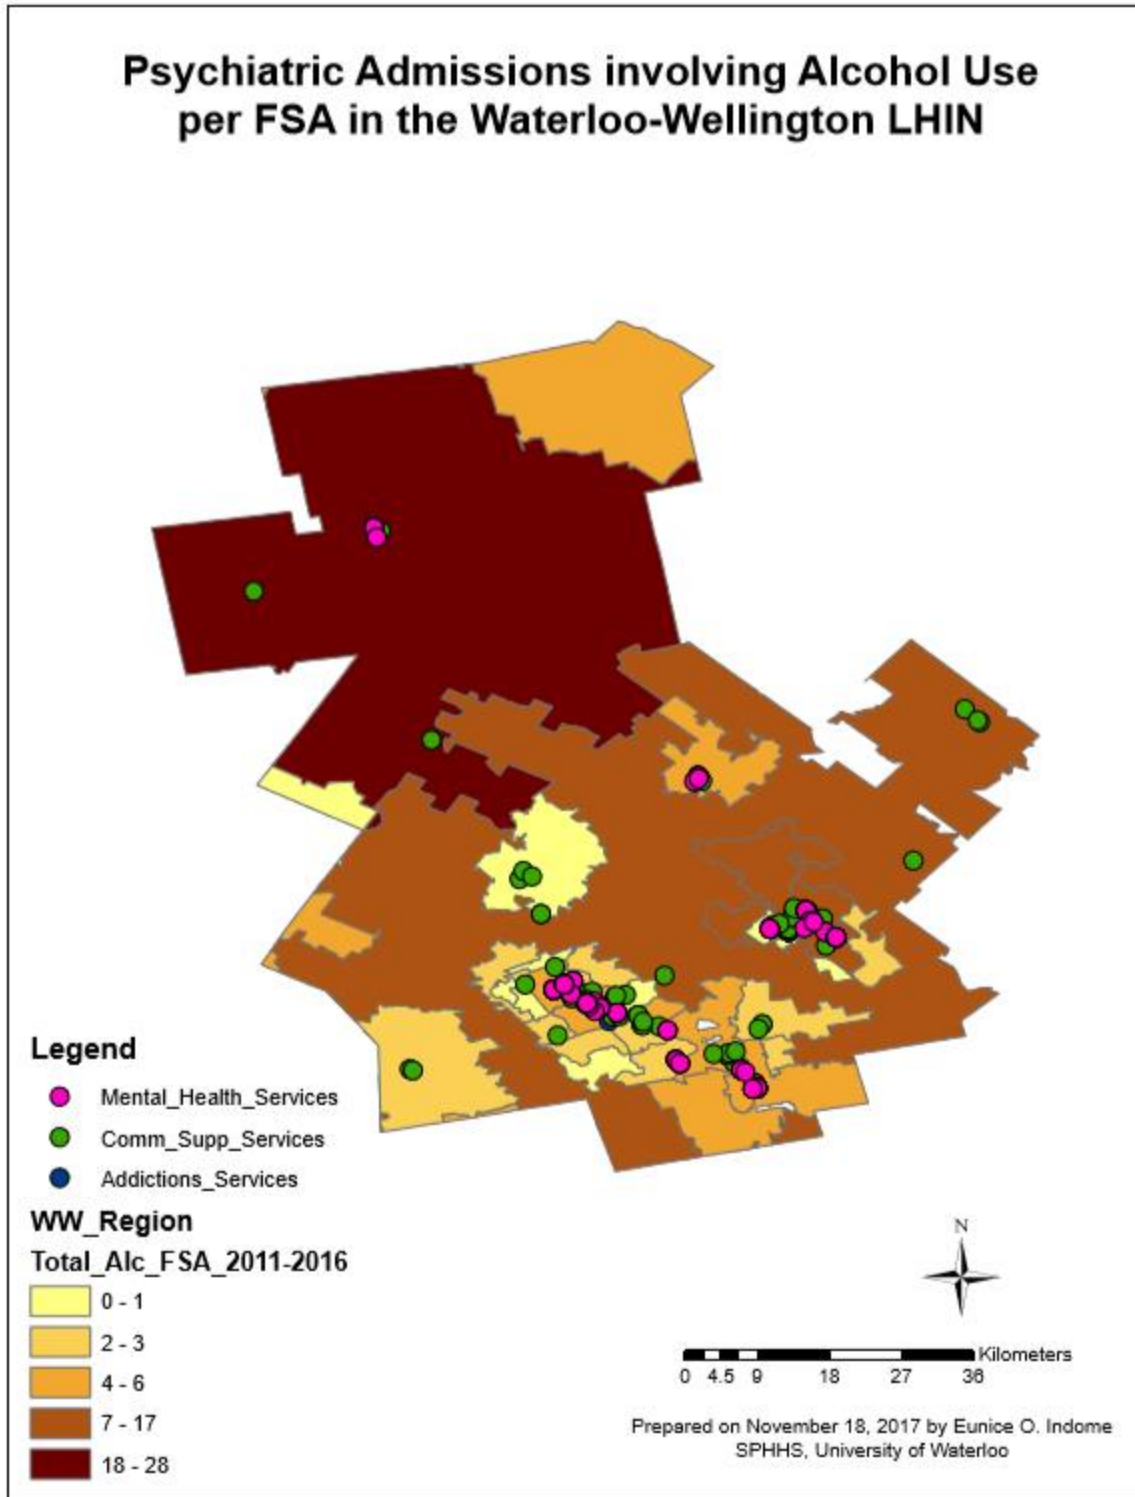 Psychiatric Admissions involving Alcohol Use
per FSA in the Waterloo-Wellington LHIN
Legend
Mental_Health_Services
Comm_Supp_Services
Addictions_Services
WW_Region
Total_Alc_FSA_2011-2016
0 - 1
2 - 3
4 - 6
7 - 17
18 - 28
N
Kilometers
0 4.5 9 18 27 36
Prepared on November 18, 2017 by Eunice O. Indome
SPHHS, University of Waterloo